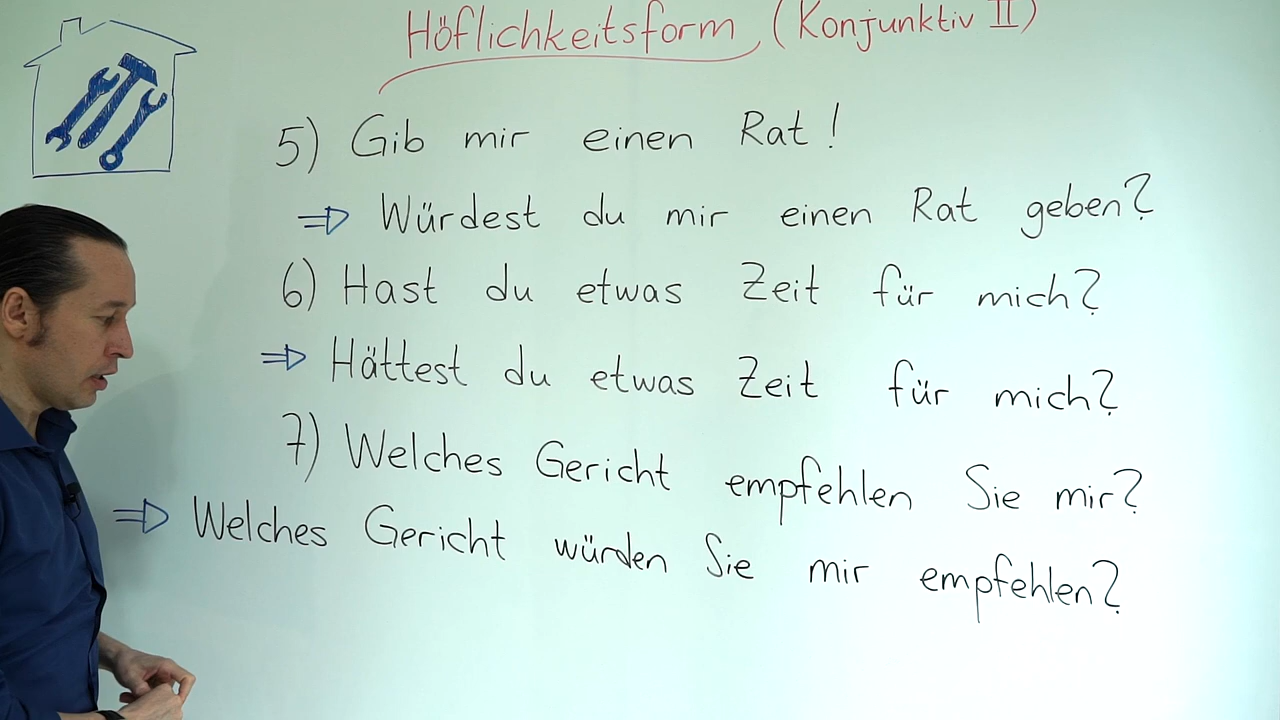 Höflichkeitsform (Konjunktiv II)
5) Gib mir einen Rat!
⇒ Würdest du mir einen Rat geben?
6) Hast du etwas Zeit für mich?
⇒ Hättest du etwas Zeit für mich?
7) Welches Gericht empfehlen Sie mir?
⇒ Welches Gericht würden Sie mir empfehlen?